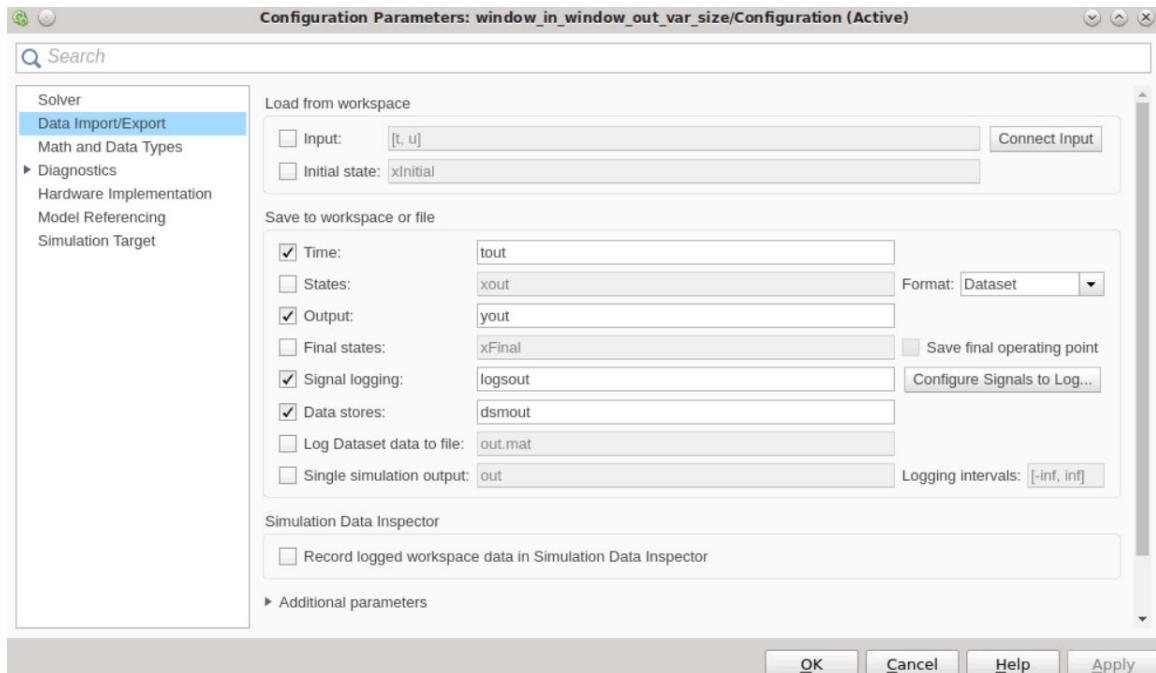 Configuration Parameters: window_in_window_out_var_size/Configuration (Active)
Search
Solver
Data Import/Export
Math and Data Types
Diagnostics
Hardware Implementation
Model Referencing
Simulation Target
Load from workspace
Input: [t, u] Connect Input
Initial state: xInitial
Save to workspace or file
Time: tout
States: xout Format: Dataset
Output: yout
Final states: xFinal Save final operating point
Signal logging: logsout Configure Signals to Log...
Data stores: dsmout
Log Dataset data to file: out.mat
Single simulation output: out Logging intervals: [-inf, inf]
Simulation Data Inspector
Record logged workspace data in Simulation Data Inspector
Additional parameters
OK Cancel Help Apply